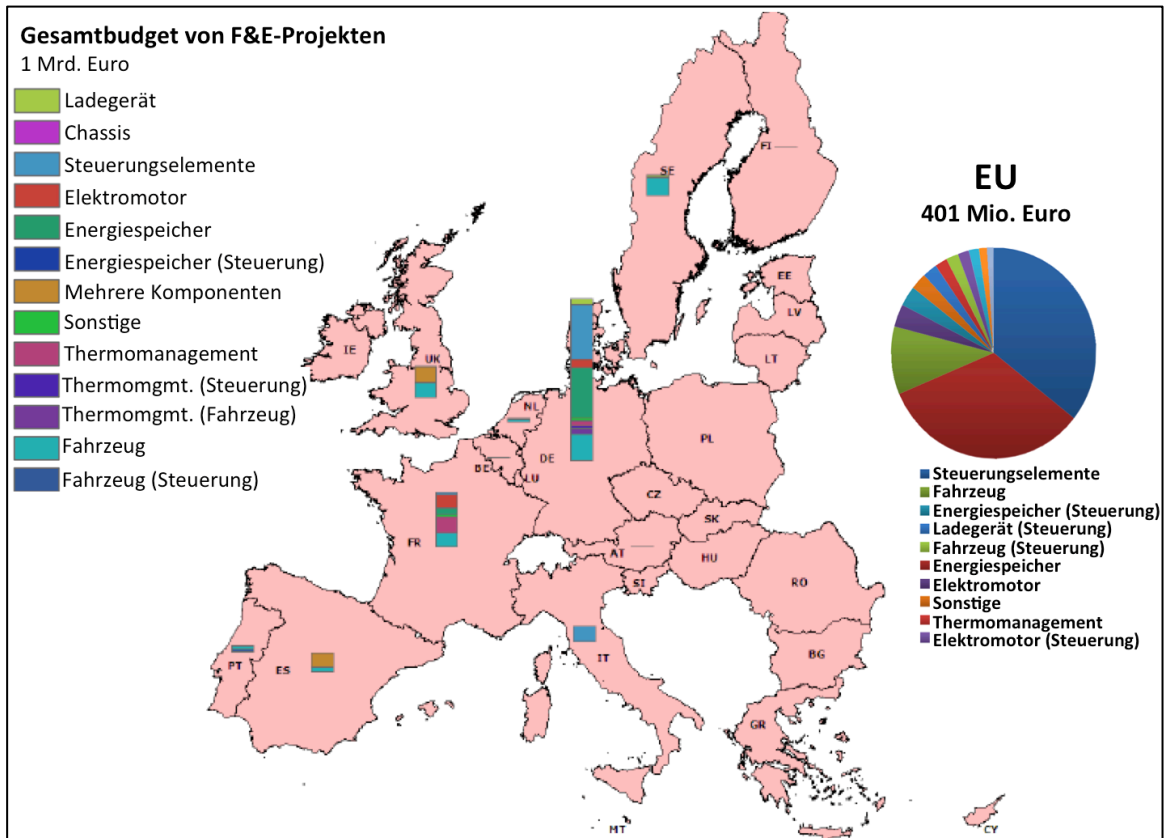 Gesamtbudget von F&E-Projekten
1 Mrd. Euro
Ladegerät
Chassis
Steuerungselemente
Elektromotor
Energiespeicher
Energiespeicher (Steuerung)
Mehrere Komponenten
Sonstige
Thermomanagement
Thermomgmt. (Steuerung)
Thermomgmt. (Fahrzeug)
Fahrzeug
Fahrzeug (Steuerung)
FI
SE
EE
LV
LT
IE
UK
NL
PL
DE
BE
LU
CZ
SK
FR
AT
HU
SI
RO
IT
BG
PT
ES
GR
MT
CY
EU
401 Mio. Euro
Steuerungselemente
Fahrzeug
Energiespeicher (Steuerung)
Ladegerät (Steuerung)
Fahrzeug (Steuerung)
Energiespeicher
Elektromotor
Sonstige
Thermomanagement
Elektromotor (Steuerung)